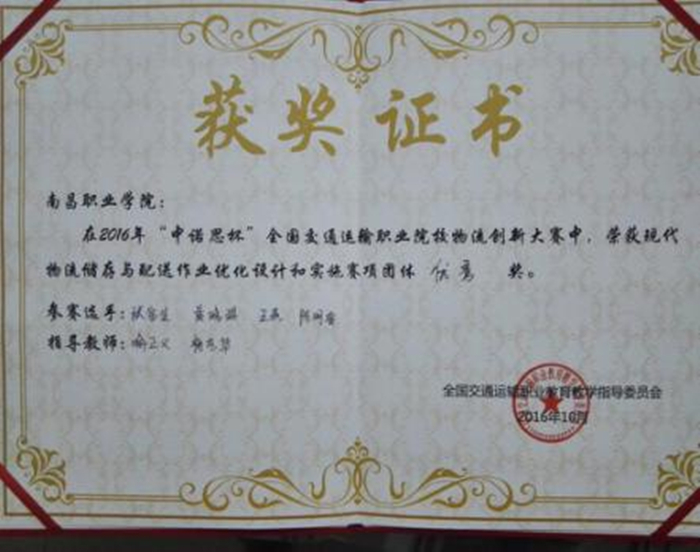 获奖证书
南昌职业学院：
在2016年“中诺思杯”全国交通运输职业院校物流创新大赛中，荣获现代
物流储存与配送作业优化设计和实施赛项团体 优秀 奖。
参赛选手：
指导教师：喻正义
全国交通运输职业教育教学指导委员会
2016年10月